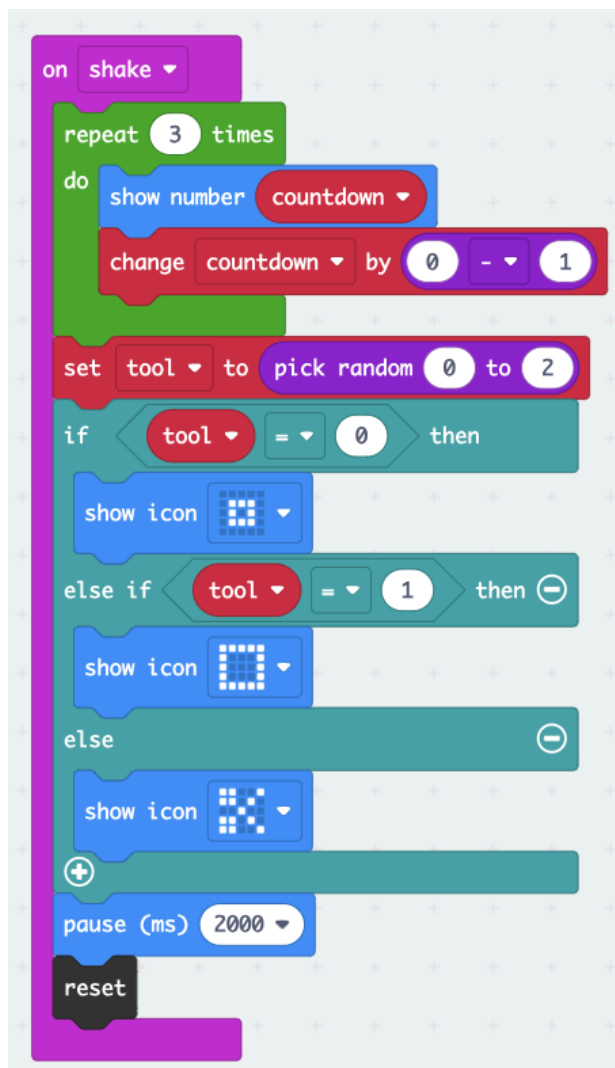 on shake
repeat 3 times
do
show number countdown
change countdown by 0 - 1
set tool to pick random 0 to 2
if tool = 0 then
show icon
else if tool = 1 then
show icon
else
show icon
pause (ms) 2000
reset